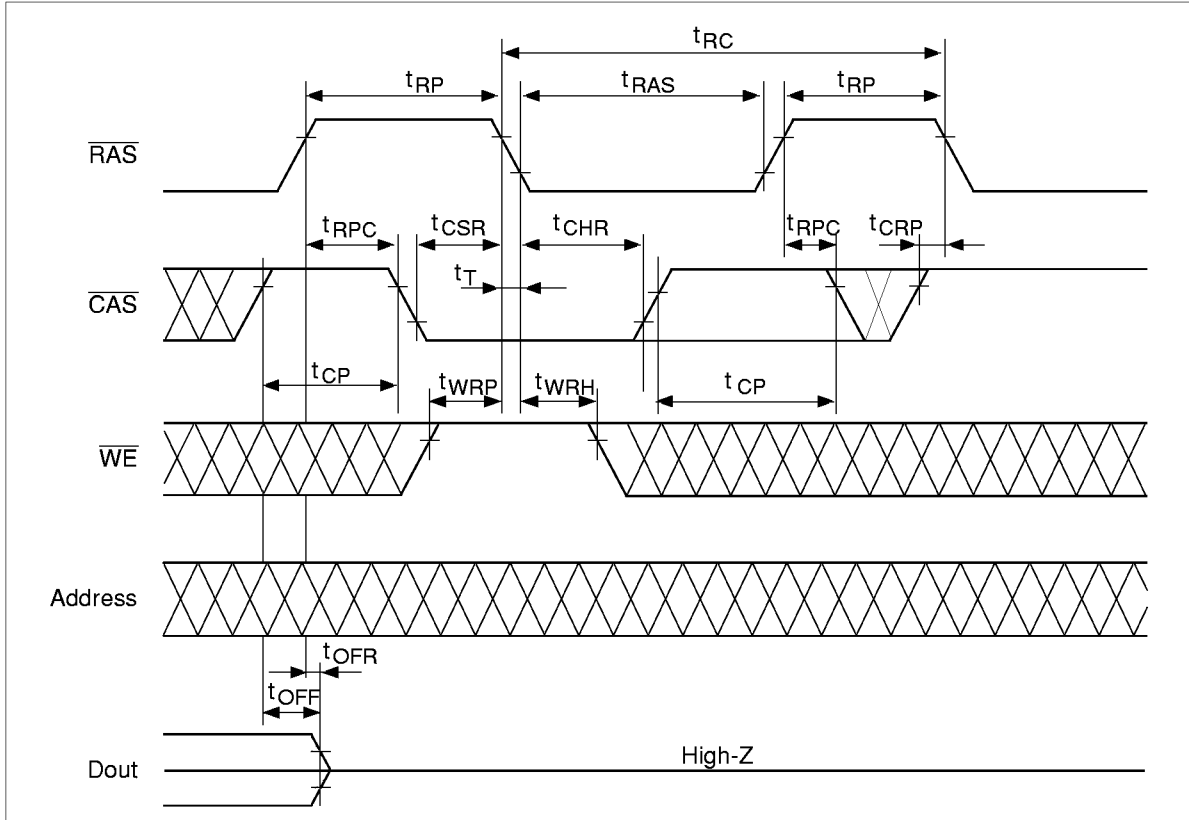 tRC
tRP
tRAS
tRP
RAS
tRPC
tCSR
tCHR
tRPC
tCRP
tT
CAS
tCP
tWRP
tWRH
tCP
WE
Address
tOFR
tOFF
Dout
High-Z